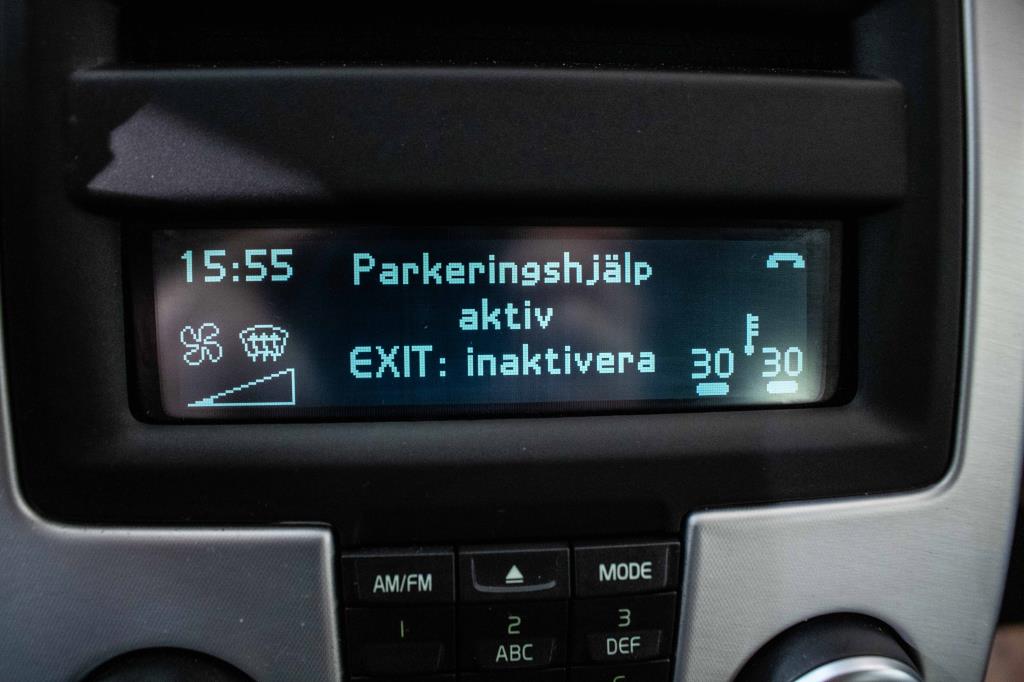 15:55
Parkeringshjälp
aktiv
EXIT: inaktivera
30 30
AM/FM
MODE
1
2
ABC
3
DEF